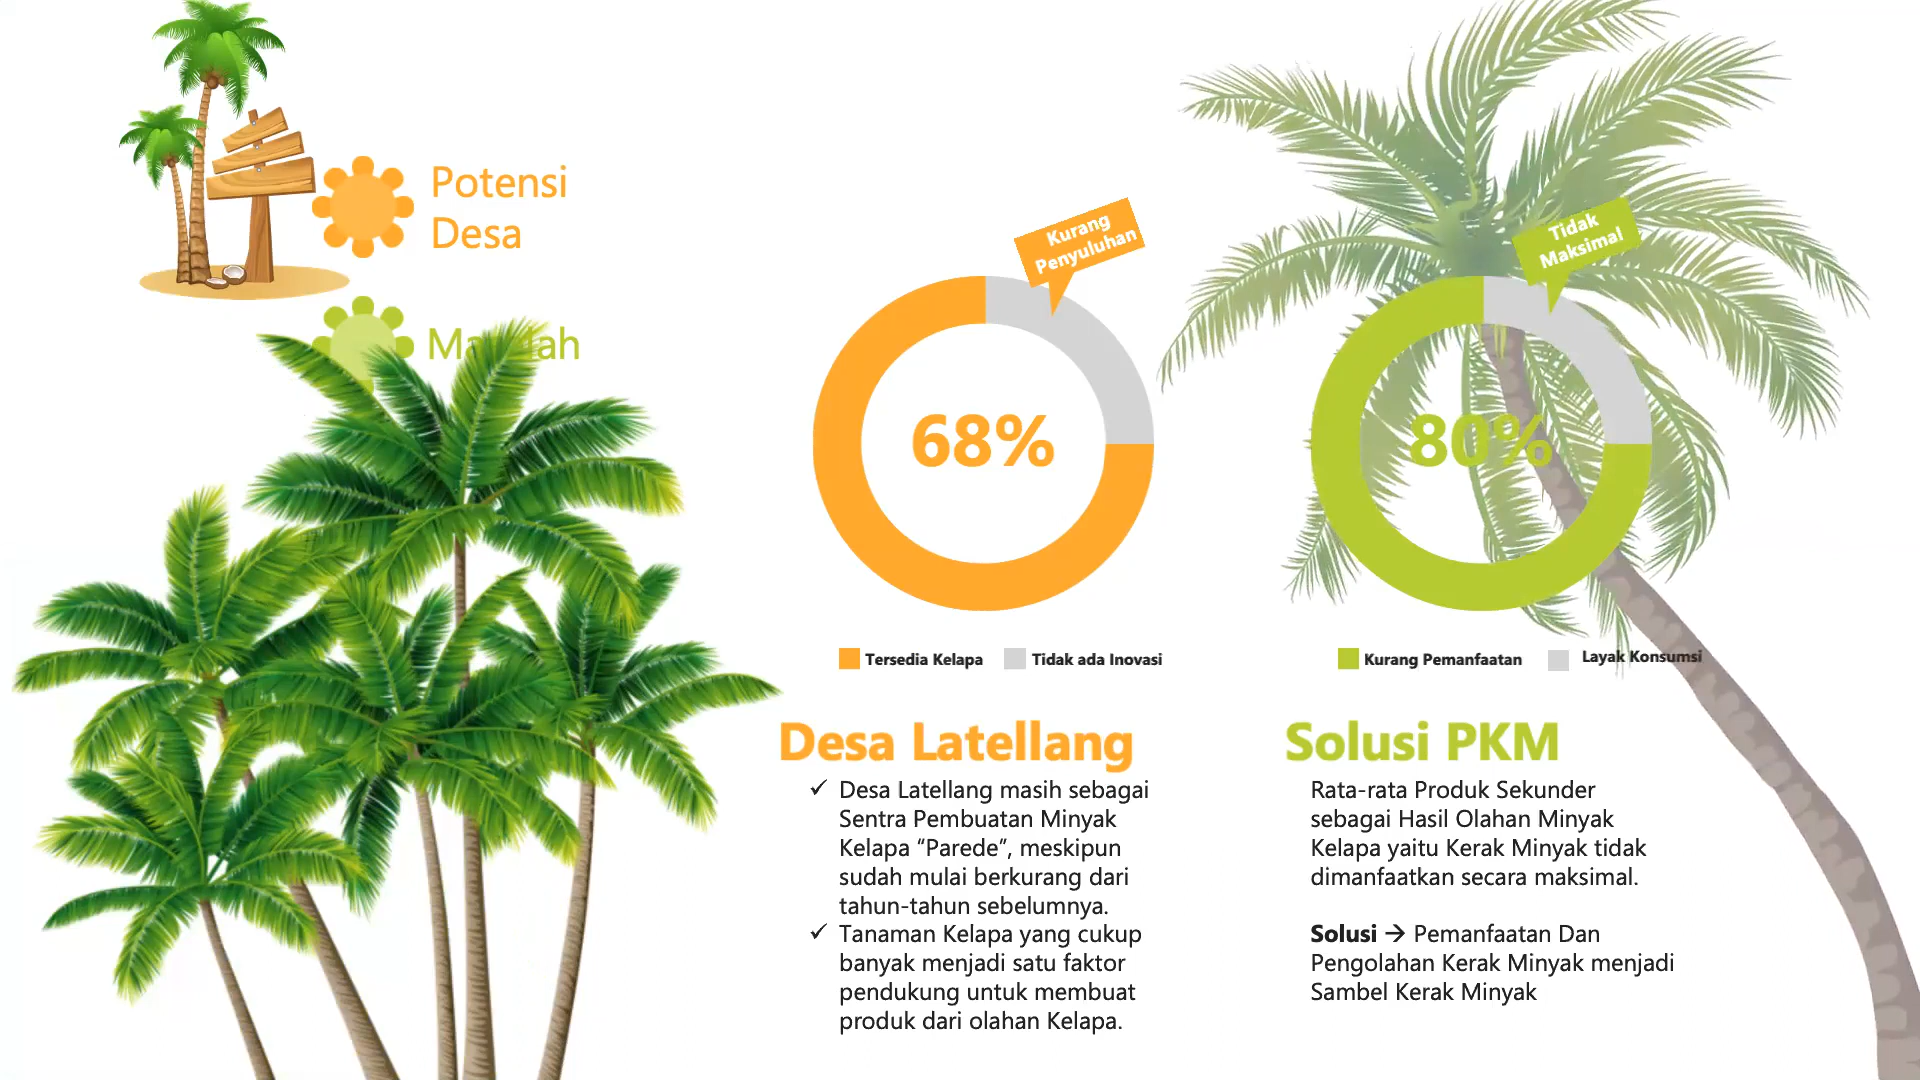 Potensi
Desa
Kurang
Penyuluhan
68%
Tersedia Kelapa
Tidak ada Inovasi
Desa Latellang
✓ Desa Latellang masih sebagai
Sentra Pembuatan Minyak
Kelapa “Parede”, meskipun
sudah mulai berkurang dari
tahun-tahun sebelumnya.
✓ Tanaman Kelapa yang cukup
banyak menjadi satu faktor
pendukung untuk membuat
produk dari olahan Kelapa.
Tidak
Maksimal
80%
Kurang Pemanfaatan
Layak Konsumsi
Solusi PKM
Rata-rata Produk Sekunder
sebagai Hasil Olahan Minyak
Kelapa yaitu Kerak Minyak tidak
dimanfaatkan secara maksimal.
Solusi → Pemanfaatan Dan
Pengolahan Kerak Minyak menjadi
Sambel Kerak Minyak